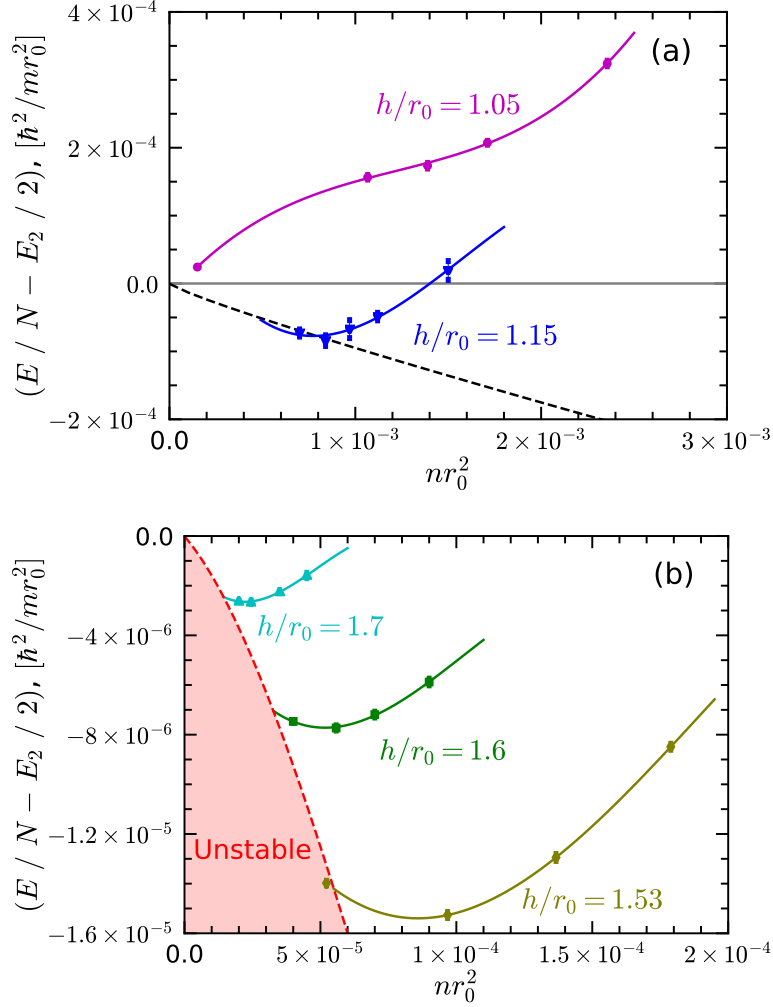 (a)
4 × 10⁻⁴
2 × 10⁻⁴
0.0
−2 × 10⁻⁴
(E / N − E₂ / 2), [ħ²/mr₀²]
h/r₀ = 1.05
h/r₀ = 1.15
0.0 1 × 10⁻³ 2 × 10⁻³ 3 × 10⁻³
nr₀²
(b)
0.0
−4 × 10⁻⁶
−8 × 10⁻⁶
−1.2 × 10⁻⁵
−1.6 × 10⁻⁵
(E / N − E₂ / 2), [ħ²/mr₀²]
h/r₀ = 1.7
h/r₀ = 1.6
Unstable
h/r₀ = 1.53
0.0 5 × 10⁻⁵ 1 × 10⁻⁴ 2 × 10⁻⁴ 2 × 10⁻⁴
nr₀²